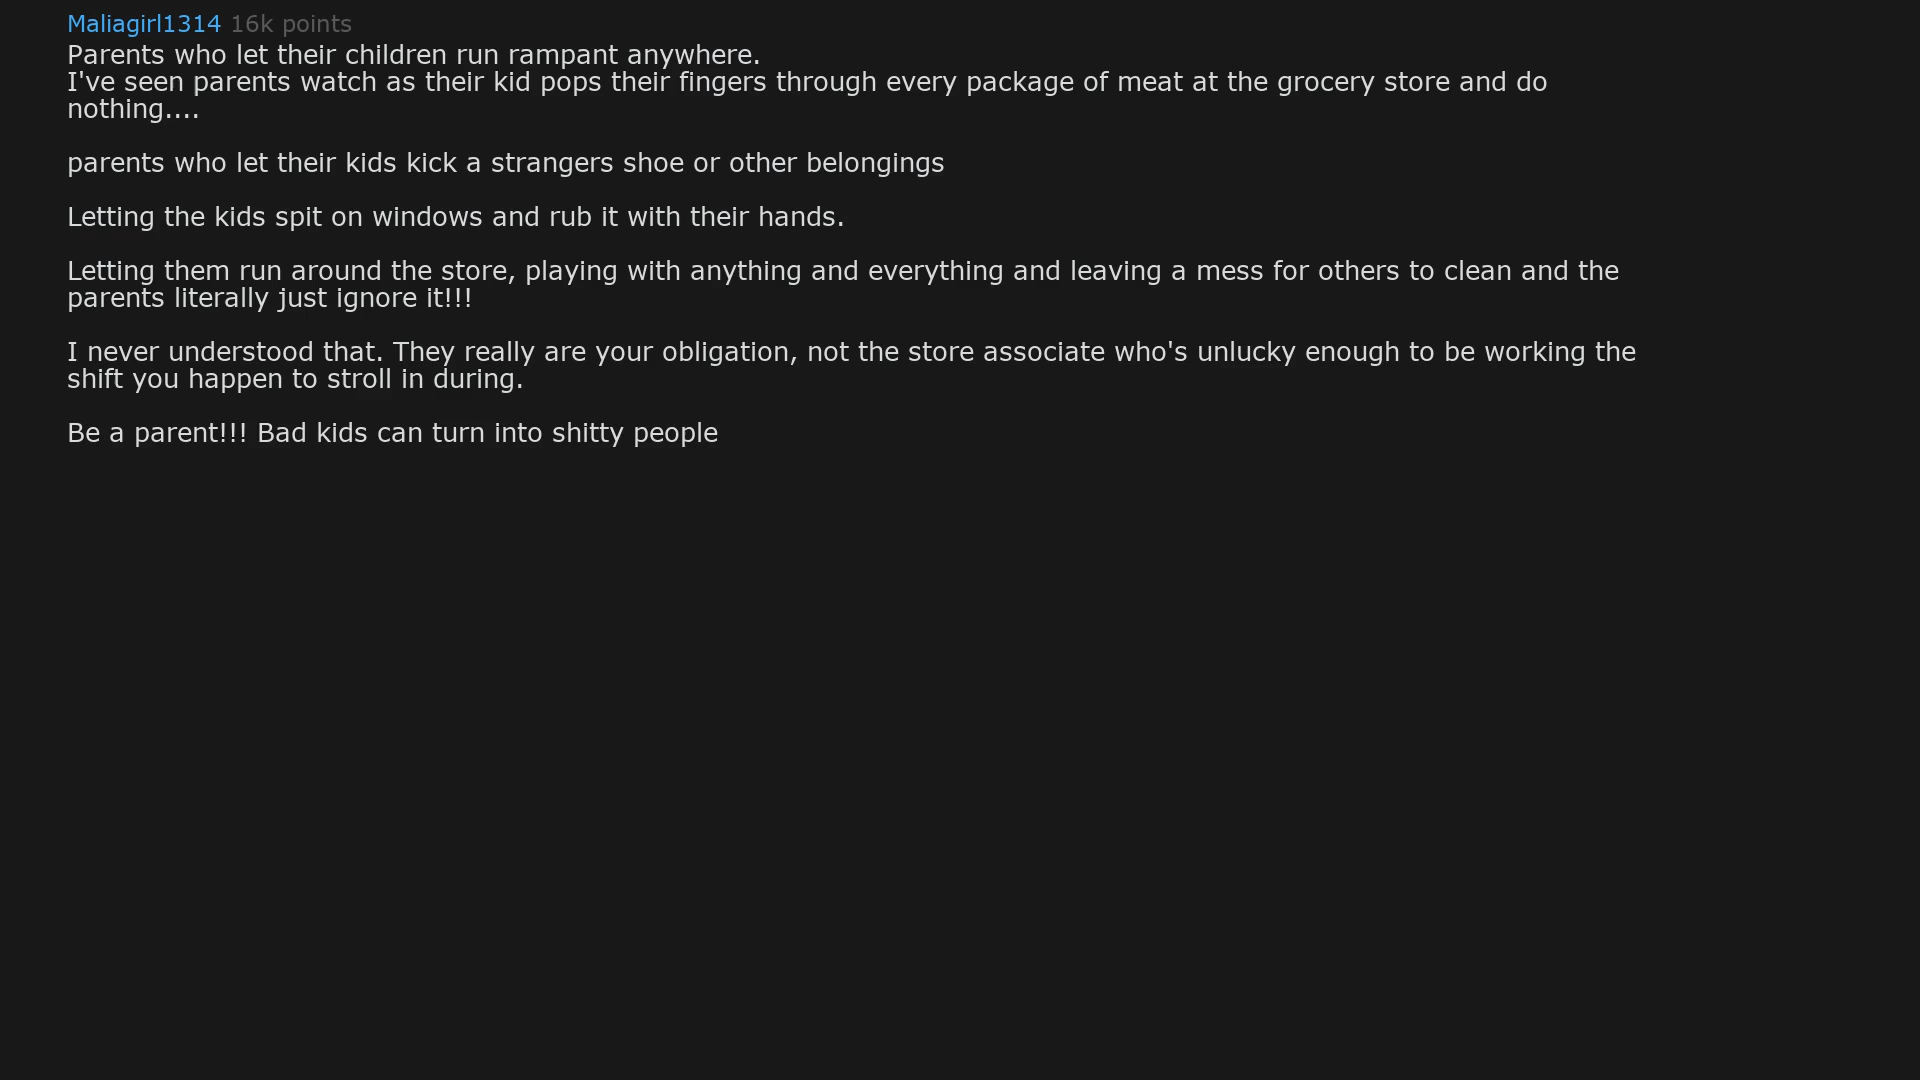 Maliagirl1314 16k points
Parents who let their children run rampant anywhere.
I've seen parents watch as their kid pops their fingers through every package of meat at the grocery store and do
nothing....
parents who let their kids kick a strangers shoe or other belongings
Letting the kids spit on windows and rub it with their hands.
Letting them run around the store, playing with anything and everything and leaving a mess for others to clean and the
parents literally just ignore it!!!
I never understood that. They really are your obligation, not the store associate who's unlucky enough to be working the
shift you happen to stroll in during.
Be a parent!!! Bad kids can turn into shitty people